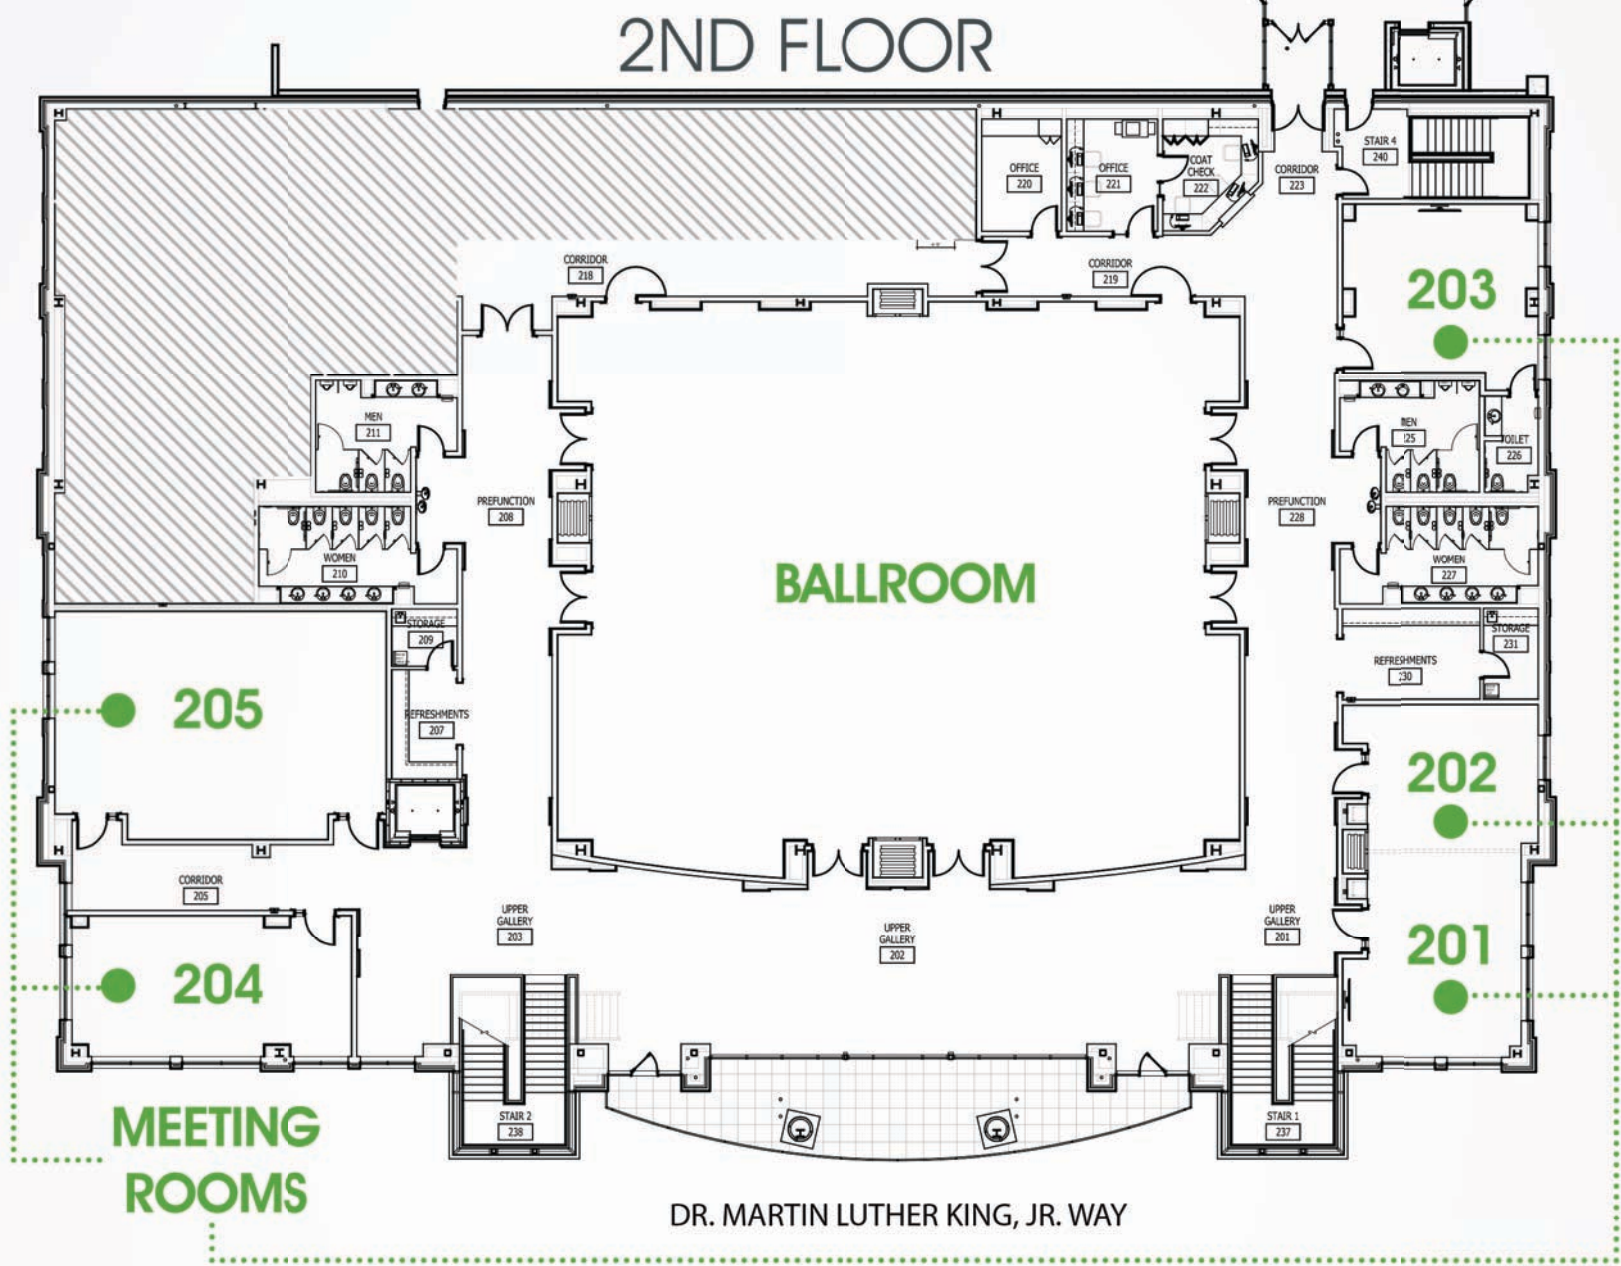 2ND FLOOR
STAIR 4
240
OFFICE
220
OFFICE
221
COAT
CHECK
222
CORRIDOR
223
CORRIDOR
218
CORRIDOR
219
203
MEN
211
MEN
TOILET
226
PREFUNCTION
208
PREFUNCTION
228
WOMEN
210
WOMEN
227
BALLROOM
STORAGE
209
STORAGE
231
REFRESHMENTS
REFRESHMENTS
207
205
202
CORRIDOR
205
201
UPPER
GALLERY
203
UPPER
GALLERY
202
UPPER
GALLERY
201
204
STAIR 2
238
STAIR 1
237
MEETING
ROOMS
DR. MARTIN LUTHER KING, JR. WAY